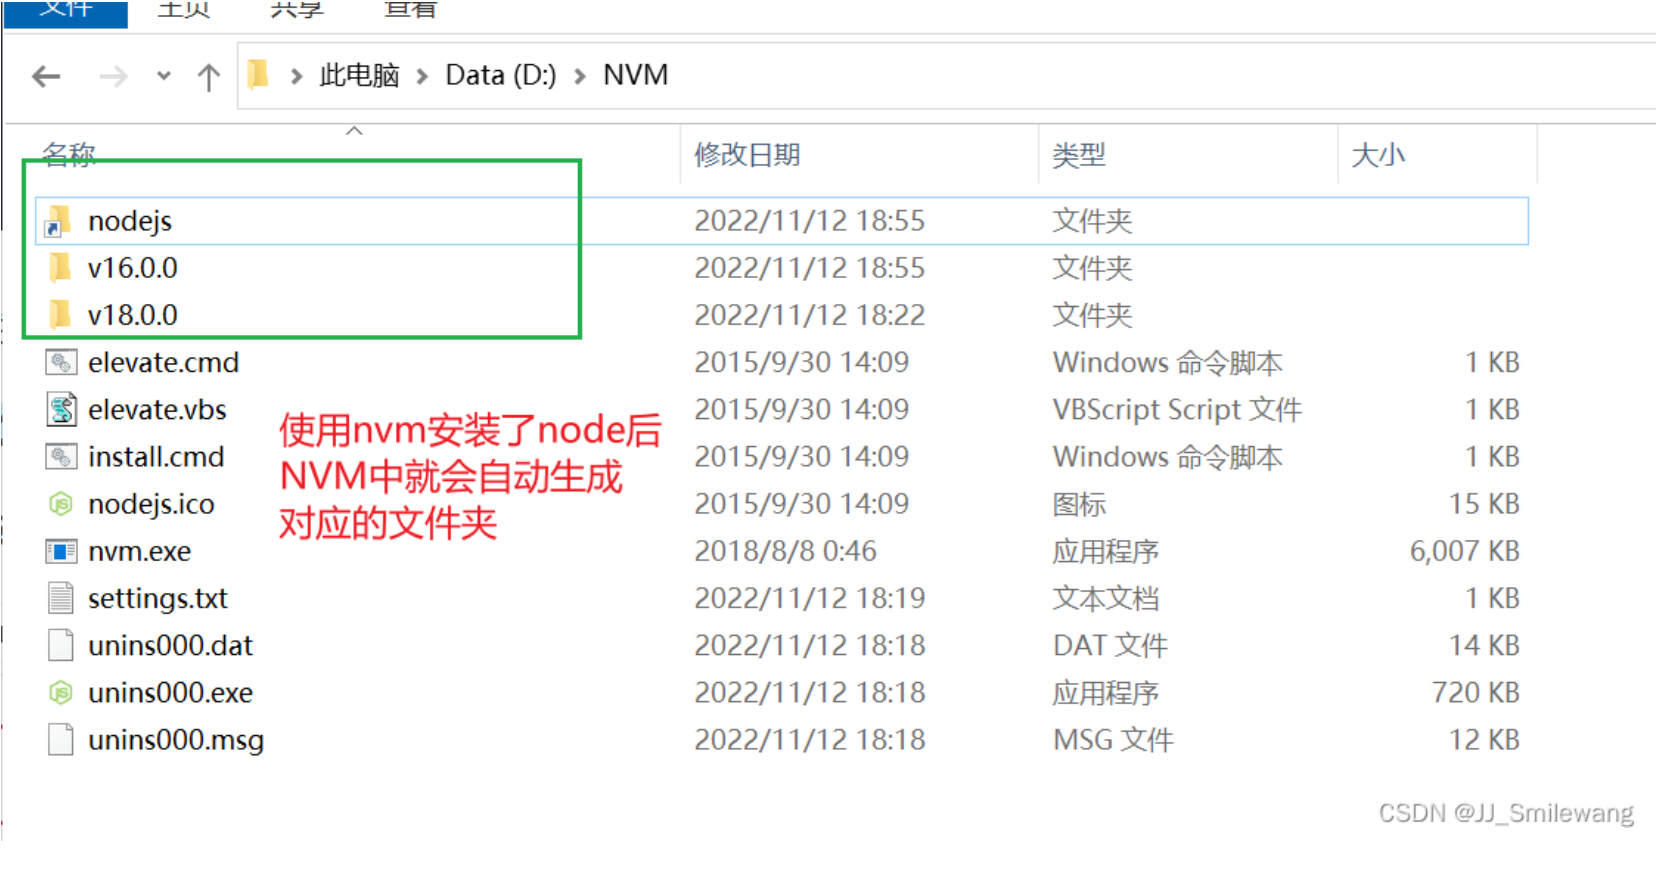 文件 主页 共享 查看
此电脑 > Data (D:) > NVM
名称 修改日期 类型 大小
nodejs 2022/11/12 18:55 文件夹
v16.0.0 2022/11/12 18:55 文件夹
v18.0.0 2022/11/12 18:22 文件夹
elevate.cmd 2015/9/30 14:09 Windows 命令脚本 1 KB
elevate.vbs 2015/9/30 14:09 VBScript Script 文件 1 KB
install.cmd 2015/9/30 14:09 Windows 命令脚本 1 KB
nodejs.ico 2015/9/30 14:09 图标 15 KB
nvm.exe 2018/8/8 0:46 应用程序 6,007 KB
settings.txt 2022/11/12 18:19 文本文档 1 KB
unins000.dat 2022/11/12 18:18 DAT 文件 14 KB
unins000.exe 2022/11/12 18:18 应用程序 720 KB
unins000.msg 2022/11/12 18:18 MSG 文件 12 KB
使用nvm安装了node后
NVM中就会自动生成
对应的文件夹
CSDN @JJ_Smilewang